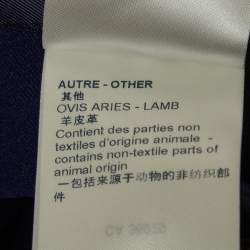 AUTRE - OTHER
其他
OVIS ARIES - LAMB
羊皮革
Contient des parties non
textiles d'origine animale -
contains non-textile parts of
animal origin
一包括来源于动物的非纺织部
件